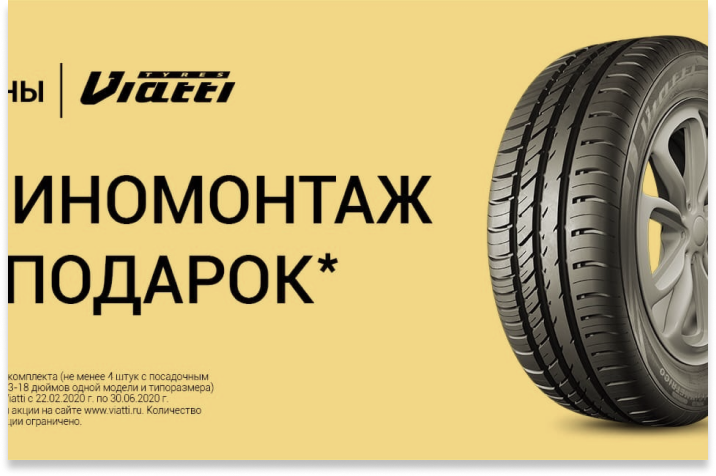 ны | TYRES
Viatti
ИНОМОНТАЖ
ПОДАРОК*
комплекта (не менее 4 штук с посадочным
3-18 дюймов одной модели и типоразмера)
iatti с 22.02.2020 г. по 30.06.2020 г.
и акции на сайте www.viatti.ru. Количество
ции ограничено.
Viatti